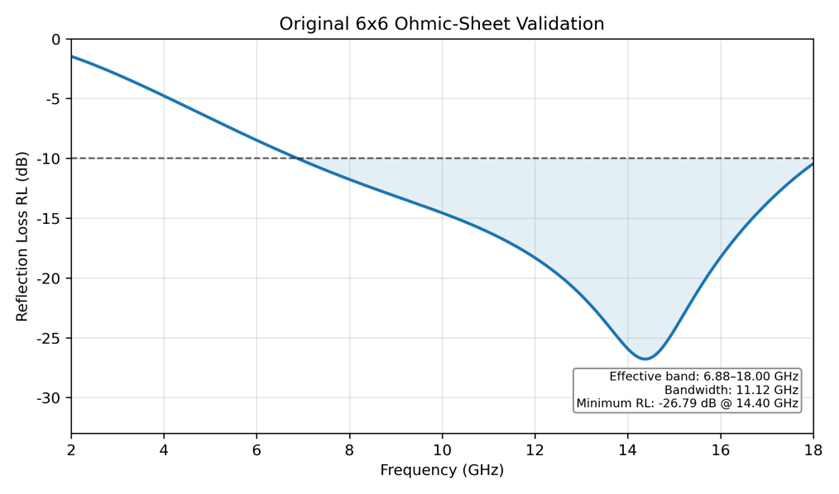 Original 6x6 Ohmic-Sheet Validation
Reflection Loss RL (dB)
0
-5
-10
-15
-20
-25
-30
Effective band: 6.88–18.00 GHz
Bandwidth: 11.12 GHz
Minimum RL: -26.79 dB @ 14.40 GHz
2 4 6 8 10 12 14 16 18
Frequency (GHz)